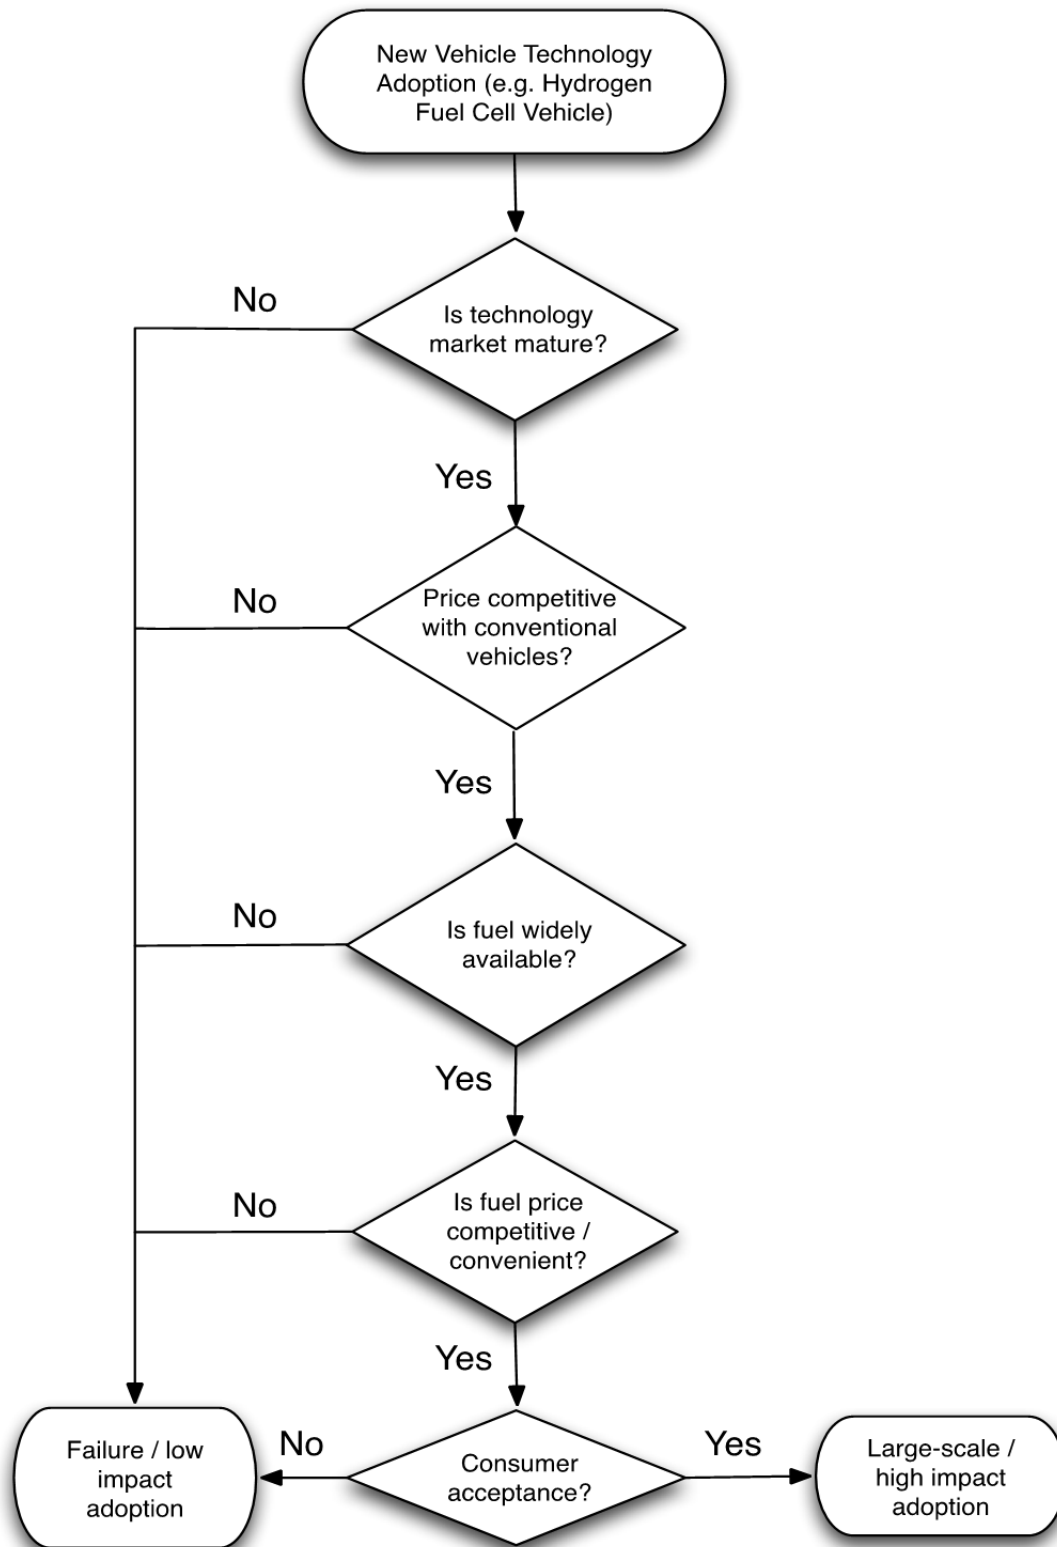 New Vehicle Technology
Adoption (e.g. Hydrogen
Fuel Cell Vehicle)
No
Is technology
market mature?
Yes
No
Price competitive
with conventional
vehicles?
Yes
No
Is fuel widely
available?
Yes
No
Is fuel price
competitive /
convenient?
Yes
Failure / low
impact
adoption
No
Consumer
acceptance?
Yes
Large-scale /
high impact
adoption